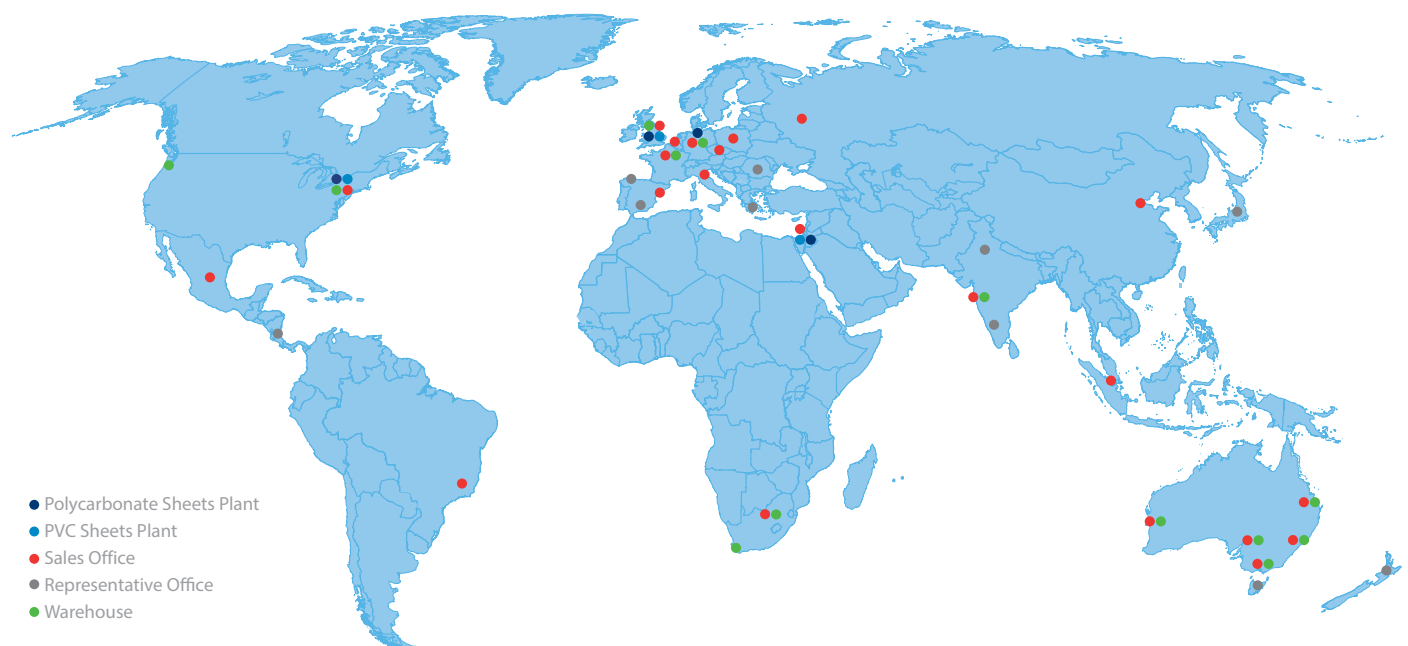 Polycarbonate Sheets Plant
PVC Sheets Plant
Sales Office
Representative Office
Warehouse